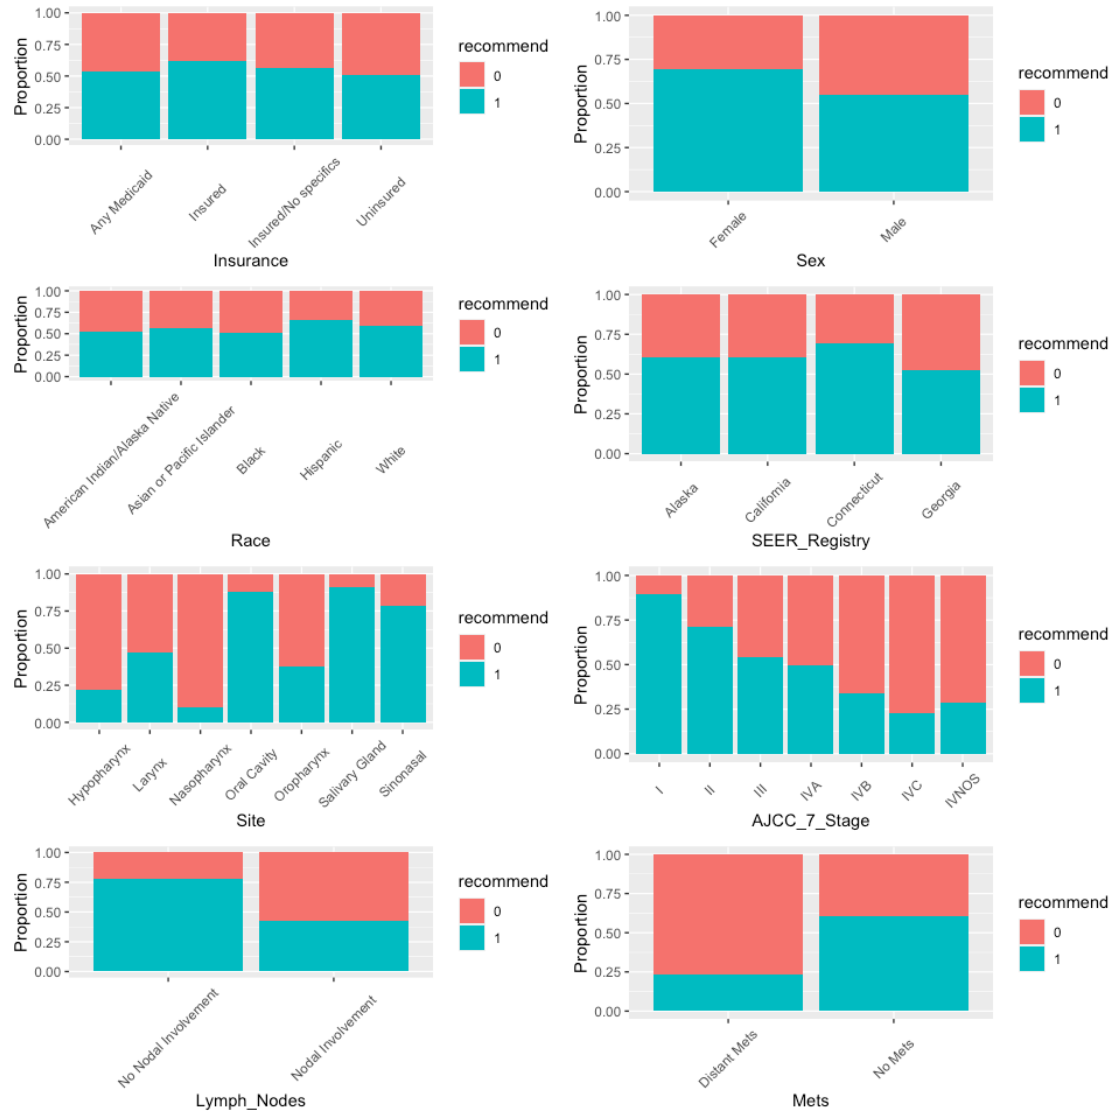 Proportion
1.00
0.75
0.50
0.25
0.00
Any Medicaid
Insured
Insured/No specifics
Uninsured
Insurance
recommend
0
1
Proportion
1.00
0.75
0.50
0.25
0.00
Female
Male
Sex
recommend
0
1
Proportion
1.00
0.75
0.50
0.25
0.00
American Indian/Alaska Native
Asian or Pacific Islander
Black
Hispanic
White
Race
recommend
0
1
Proportion
1.00
0.75
0.50
0.25
0.00
Alaska
California
Connecticut
Georgia
SEER_Registry
recommend
0
1
Proportion
1.00
0.75
0.50
0.25
0.00
Hypopharynx
Larynx
Nasopharynx
Oral Cavity
Oropharynx
Salivary Gland
Sinonasal
Site
recommend
0
1
Proportion
1.00
0.75
0.50
0.25
0.00
I
II
III
IVA
IVB
IVC
IVNOS
AJCC_7_Stage
recommend
0
1
Proportion
1.00
0.75
0.50
0.25
0.00
No Nodal Involvement
Nodal Involvement
Lymph_Nodes
recommend
0
1
Proportion
1.00
0.75
0.50
0.25
0.00
Distant Mets
No Mets
Mets
recommend
0
1